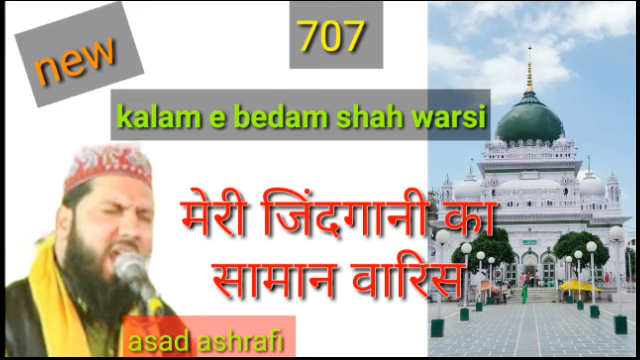 new
707
kalam e bedam shah warsi
मेरी जिंदगानी का
सामान वारिस
asad ashrafi